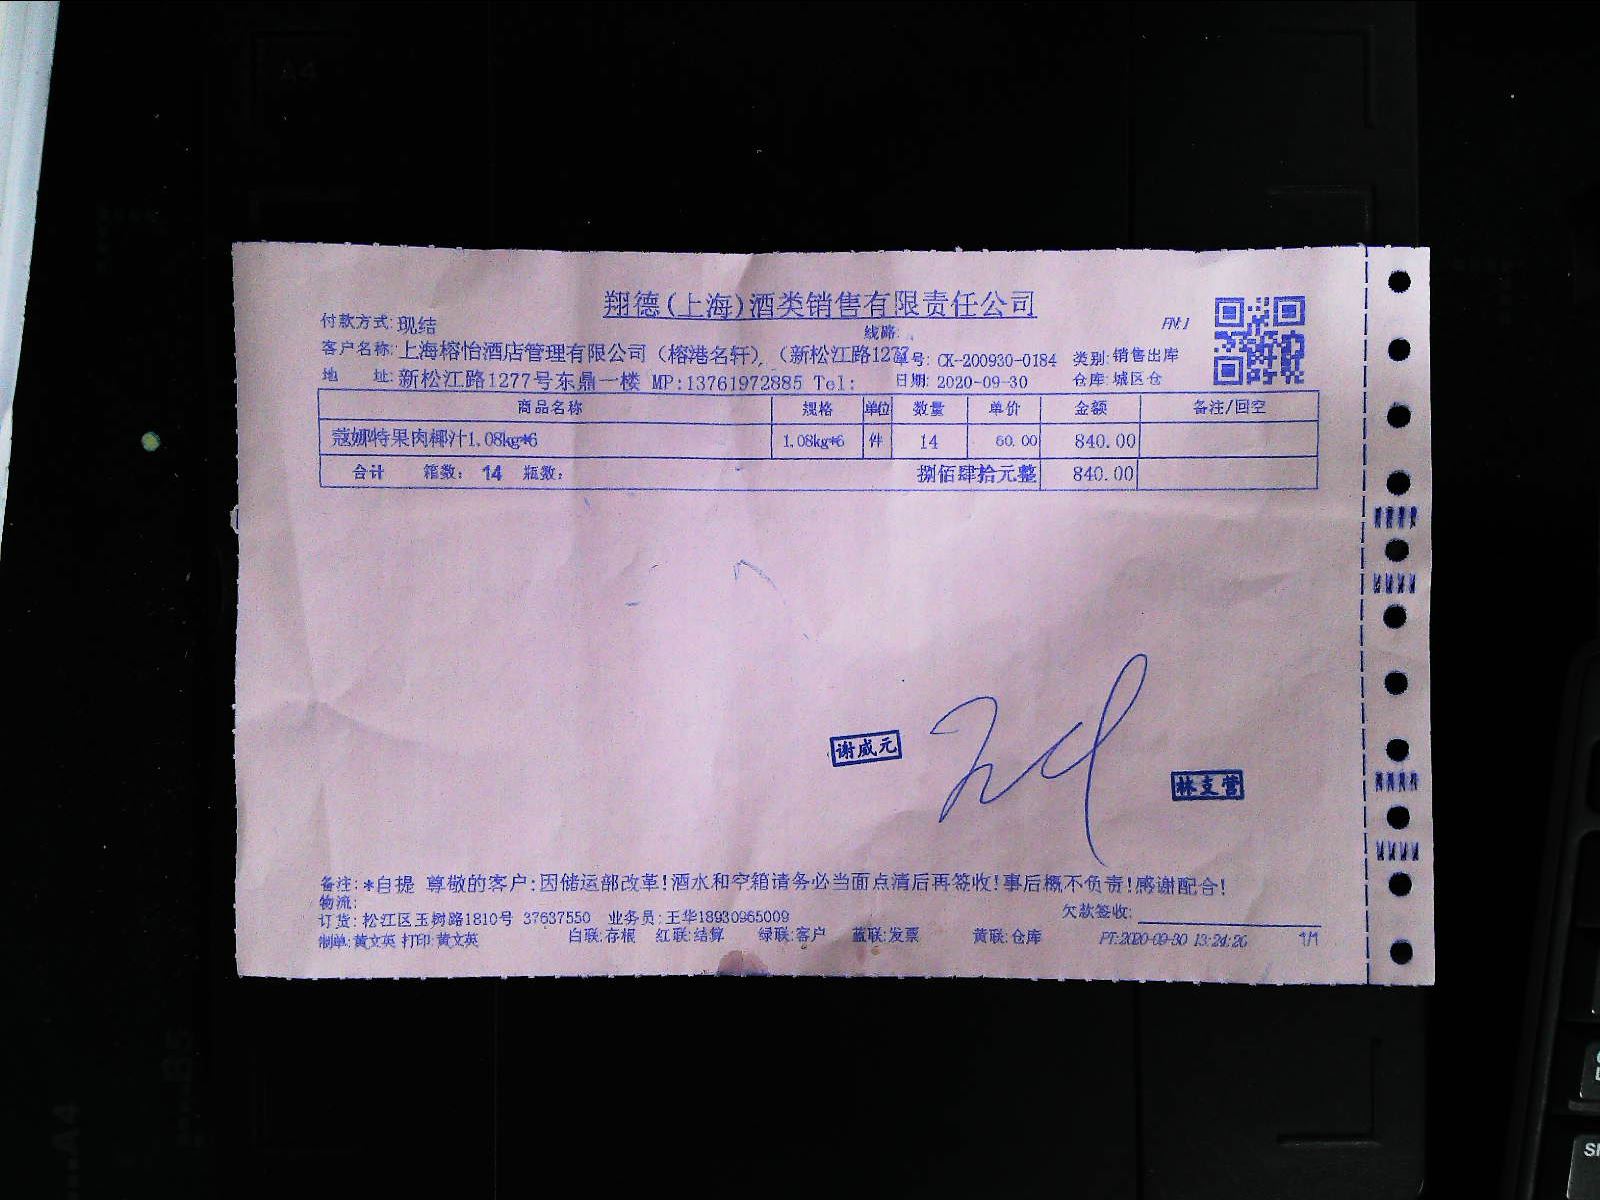 翔德(上海)酒类销售有限责任公司
付款方式:现结 线路: FN:1
客户名称:上海榕怡酒店管理有限公司(榕港名轩),(新松江路127 单号: CK-200930-0184 类别:销售出库
地 址:新松江路1277号东鼎一楼 MP:13761972885 Tel: 日期: 2020-09-30 仓库:城区仓
商品名称 规格 单位 数量 单价 金额 备注/回空
蔻娜特果肉椰汁1.08kg*6 1.08kg*6 件 14 60.00 840.00
合计 箱数: 14 瓶数: 捌佰肆拾元整 840.00
谢威元
林支营
备注:*自提 尊敬的客户:因储运部改革!酒水和空箱请务必当面点清后再签收!事后概不负责!感谢配合!
物流:
订货:松江区玉树路1810号 37637550 业务员:王华18930965009 欠款签收:
制单:黄文英 打印:黄文英 白联:存根 红联:结算 绿联:客户 蓝联:发票 黄联:仓库 PT:2020-09-30 13:24:26 1/1
A4
B5
A4